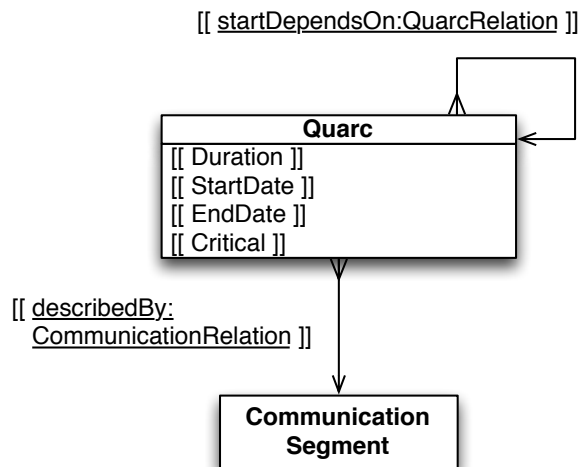 [[ startDependsOn:QuarcRelation ]]
Quarc
[[ Duration ]]
[[ StartDate ]]
[[ EndDate ]]
[[ Critical ]]
[[ describedBy:
CommunicationRelation ]]
Communication
Segment